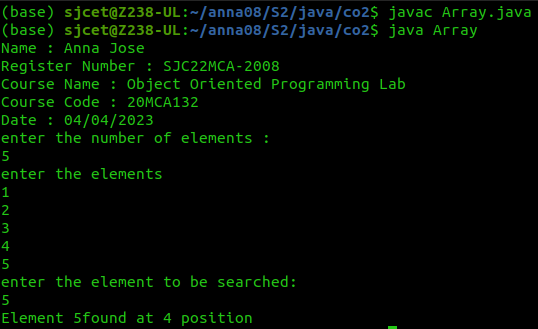 (base) sjcet@Z238-UL:~/anna08/S2/java/co2$ javac Array.java
(base) sjcet@Z238-UL:~/anna08/S2/java/co2$ java Array
Name : Anna Jose
Register Number : SJC22MCA-2008
Course Name : Object Oriented Programming Lab
Course Code : 20MCA132
Date : 04/04/2023
enter the number of elements :
5
enter the elements
1
2
3
4
5
enter the element to be searched:
5
Element 5found at 4 position